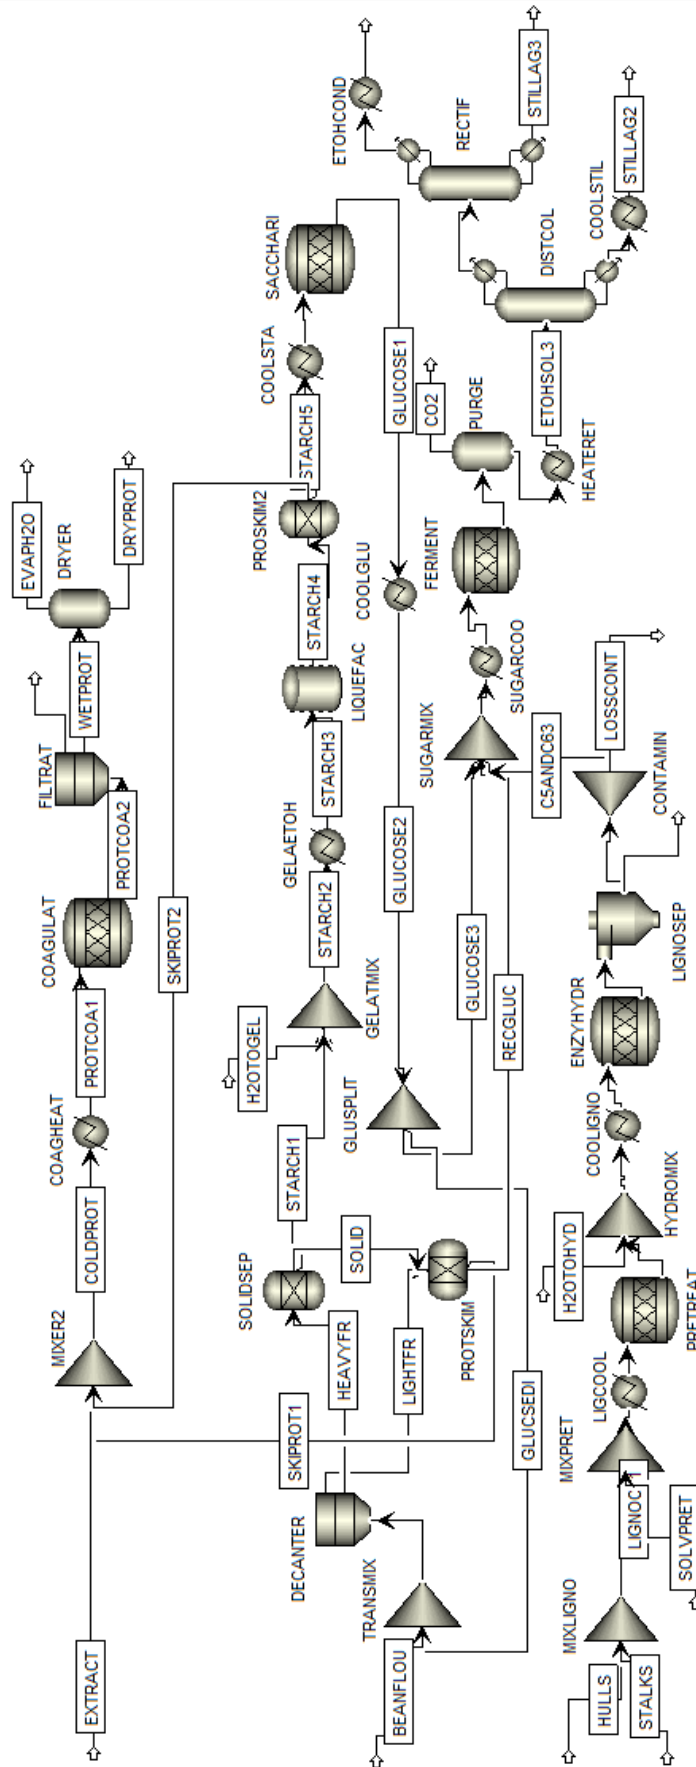 EXTRACT
MIXER2
COLDPROT
COAGHEAT
PROTCOA1
COAGULAT
PROTCOA2
FILTRAT
WETPROT
DRYER
EVAPH2O
DRYPROT
SKIPROT2
SKIPROT1
BEANFLOU
TRANSMIX
DECANTER
HEAVYFR
LIGHTFR
SOLIDSEP
SOLID
PROTSKIM
STARCH1
H2OTOGEL
GELATMIX
STARCH2
GELAETOH
STARCH3
LIQUEFAC
STARCH4
PROSKIM2
STARCH5
COOLSTA
SACCHARI
GLUCOSE1
COOLGLU
GLUCOSE2
GLUSPLIT
GLUCSEDI
GLUCOSE3
RECGLUC
SUGARMIX
SUGARCOO
FERMENT
PURGE
CO2
HEATERET
ETOHSOL3
DISTCOL
COOLSTIL
STILLAG2
RECTIF
ETOHCOND
STILLAG3
HULLS
STALKS
MIXLIGNO
SOLVPRET
MIXPRET
LIGCOOL
PRETREAT
H2OTOHYD
HYDROMIX
COOLIGNO
ENZYHYDR
LIGNOSEP
CONTAMIN
C5ANDC63
LOSSCONT